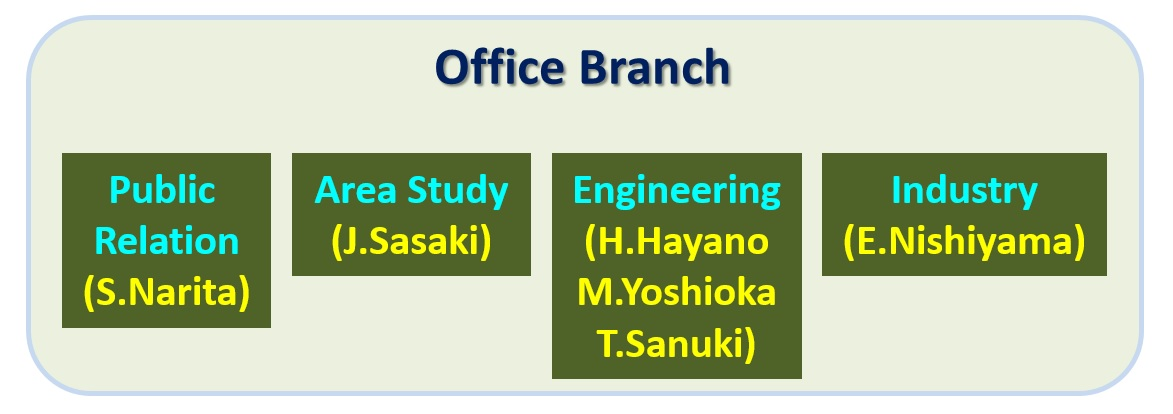 Office Branch
Public
Relation
(S.Narita)
Area Study
(J.Sasaki)
Engineering
(H.Hayano
M.Yoshioka
T.Sanuki)
Industry
(E.Nishiyama)